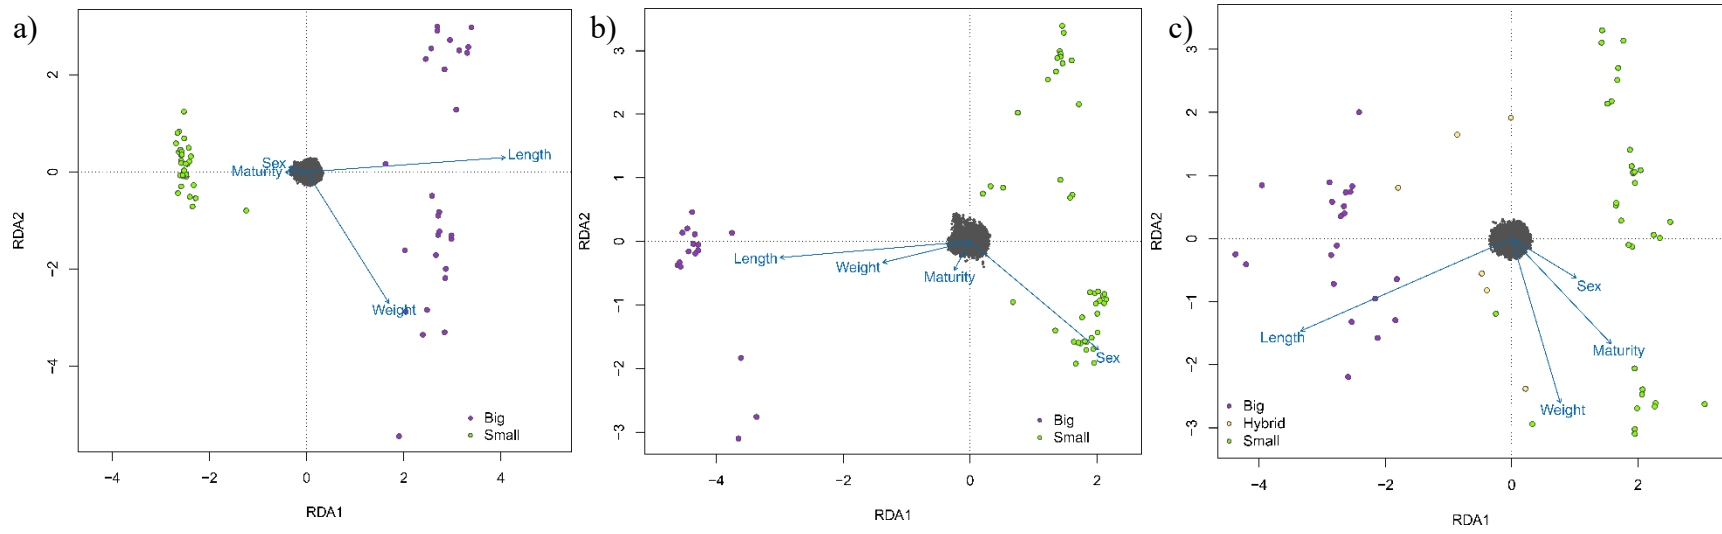 a)
RDA2
2
0
−2
−4
Sex
Maturity
Length
Weight
Big
Small
−4
−2
0
2
4
RDA1
b)
RDA2
3
2
1
0
−1
−2
−3
Length
Weight
Maturity
Sex
Big
Small
−4
−2
0
2
RDA1
c)
RDA2
3
2
1
0
−1
−2
−3
Sex
Length
Maturity
Weight
Big
Hybrid
Small
−4
−2
0
2
RDA1